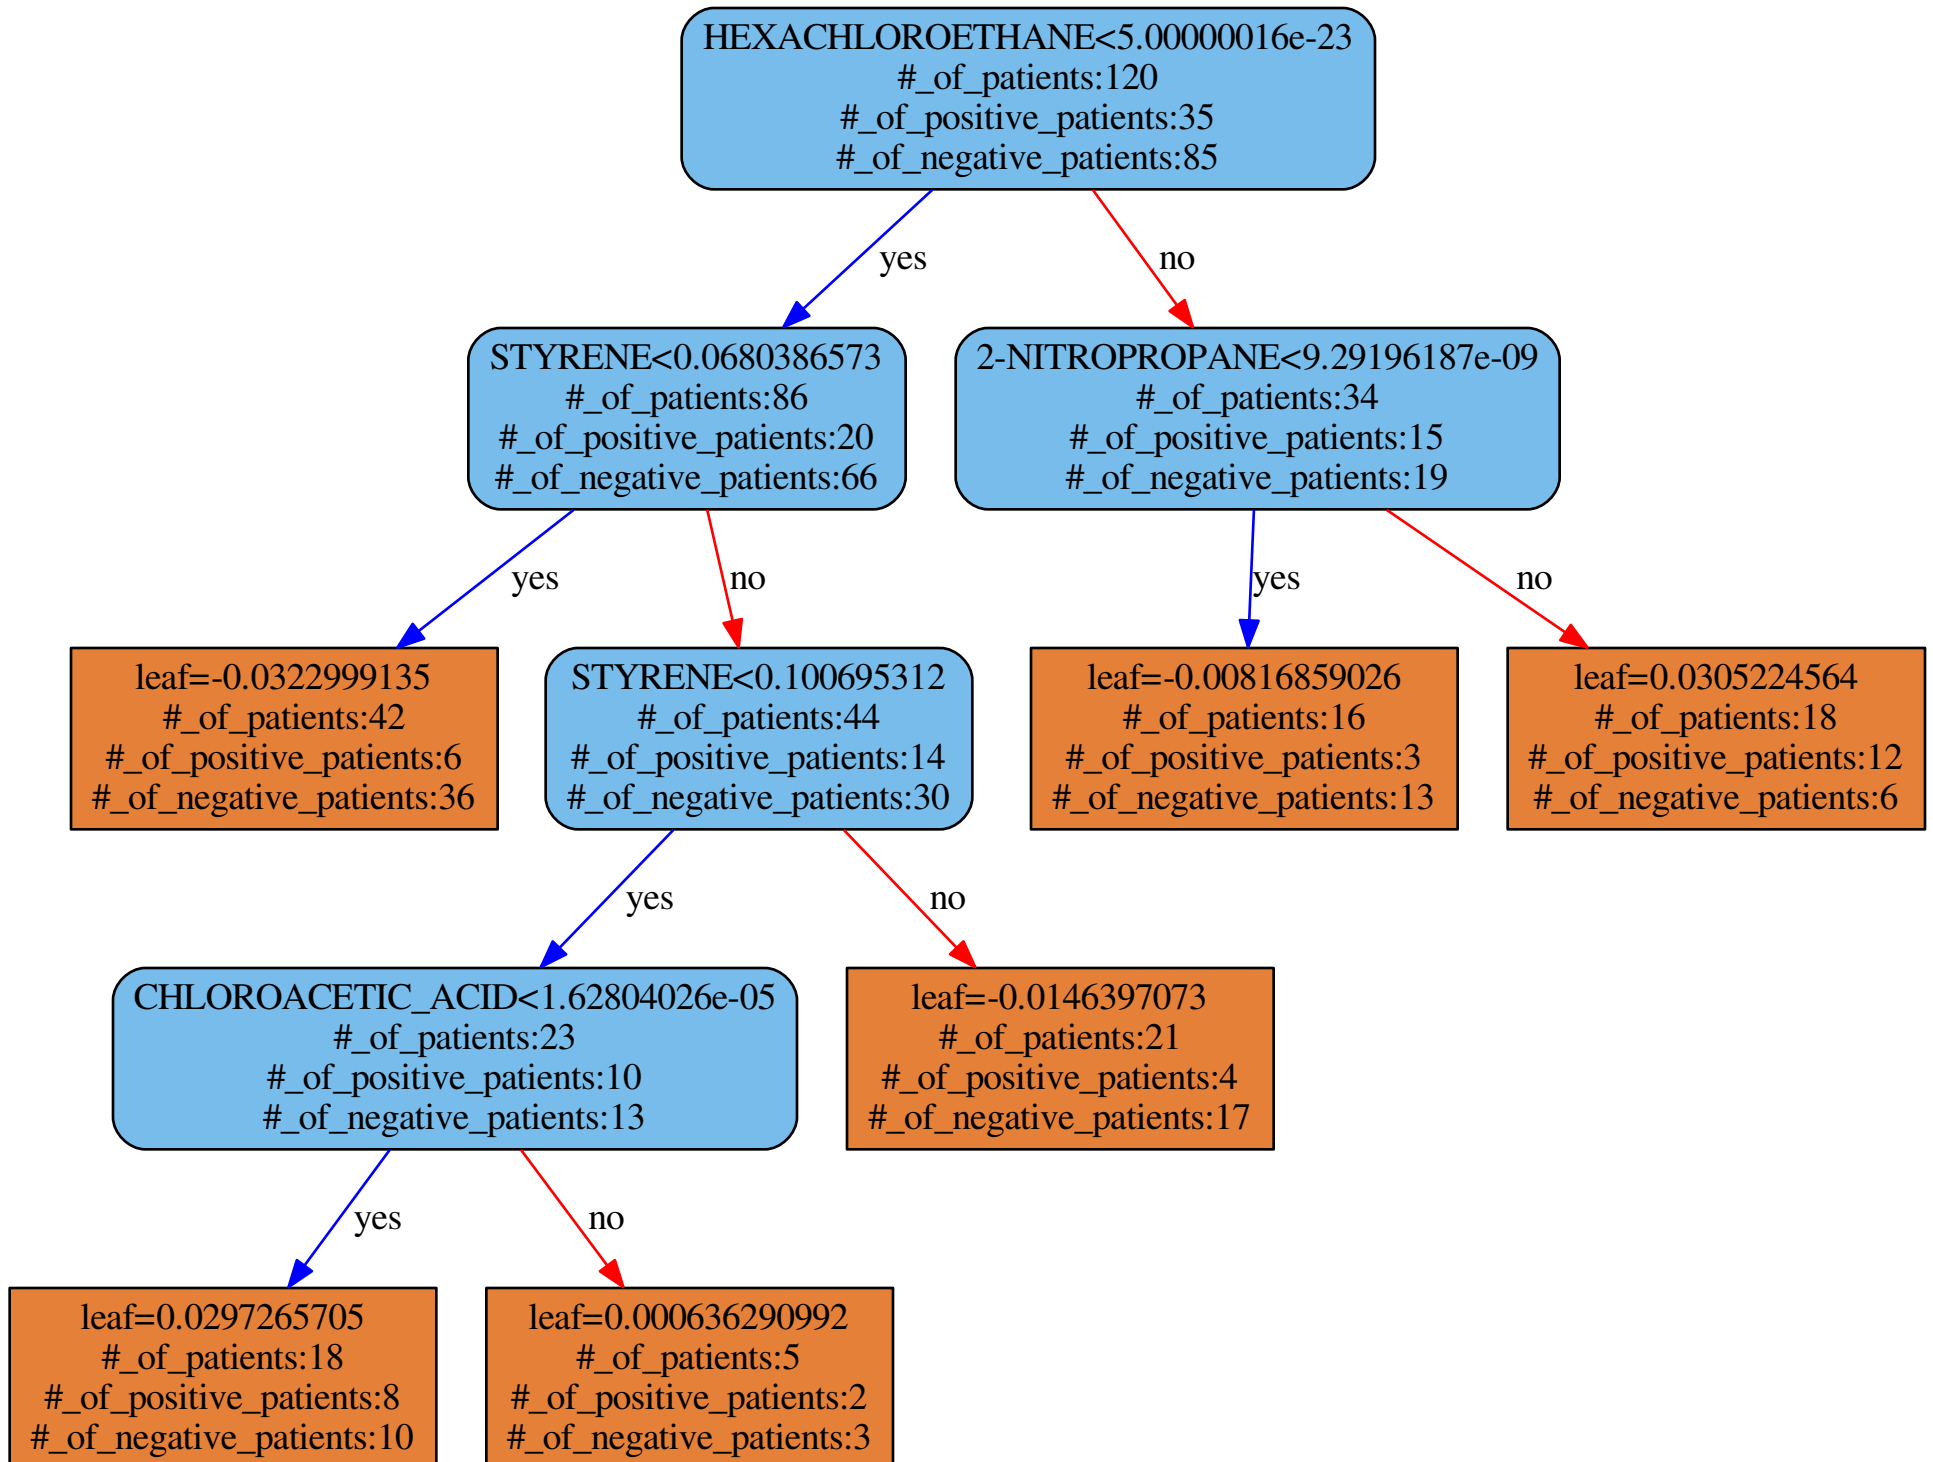 HEXACHLOROETHANE<5.00000016e-23
#_of_patients:120
#_of_positive_patients:35
#_of_negative_patients:85
yes
no
STYRENE<0.0680386573
#_of_patients:86
#_of_positive_patients:20
#_of_negative_patients:66
2-NITROPROPANE<9.29196187e-09
#_of_patients:34
#_of_positive_patients:15
#_of_negative_patients:19
yes
no
yes
no
leaf=-0.0322999135
#_of_patients:42
#_of_positive_patients:6
#_of_negative_patients:36
STYRENE<0.100695312
#_of_patients:44
#_of_positive_patients:14
#_of_negative_patients:30
leaf=-0.00816859026
#_of_patients:16
#_of_positive_patients:3
#_of_negative_patients:13
leaf=0.0305224564
#_of_patients:18
#_of_positive_patients:12
#_of_negative_patients:6
yes
no
CHLOROACETIC_ACID<1.62804026e-05
#_of_patients:23
#_of_positive_patients:10
#_of_negative_patients:13
leaf=-0.0146397073
#_of_patients:21
#_of_positive_patients:4
#_of_negative_patients:17
yes
no
leaf=0.0297265705
#_of_patients:18
#_of_positive_patients:8
#_of_negative_patients:10
leaf=0.000636290992
#_of_patients:5
#_of_positive_patients:2
#_of_negative_patients:3